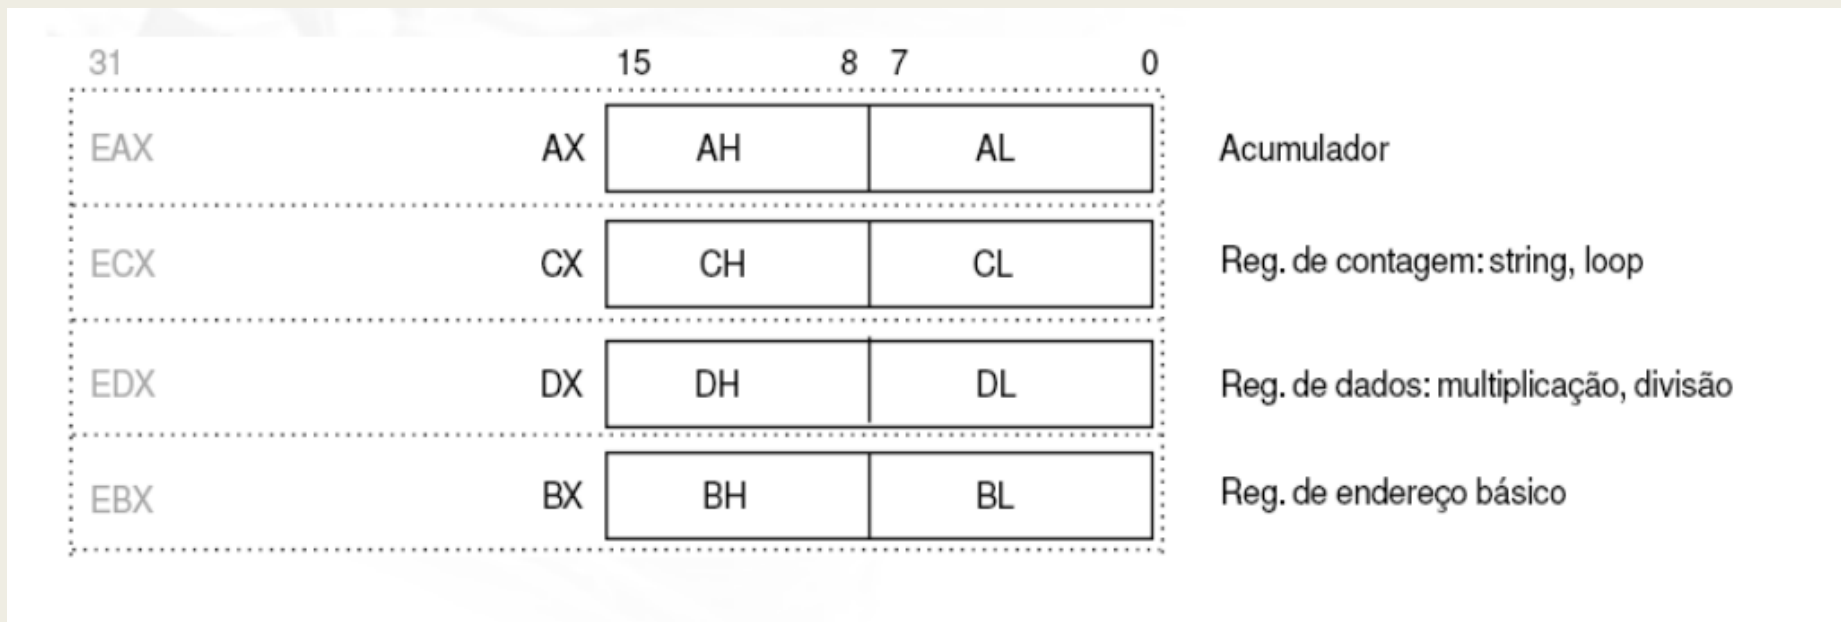 31 15 8 7 0
EAX AX AH AL Acumulador
ECX CX CH CL Reg. de contagem: string, loop
EDX DX DH DL Reg. de dados: multiplicação, divisão
EBX BX BH BL Reg. de endereço básico